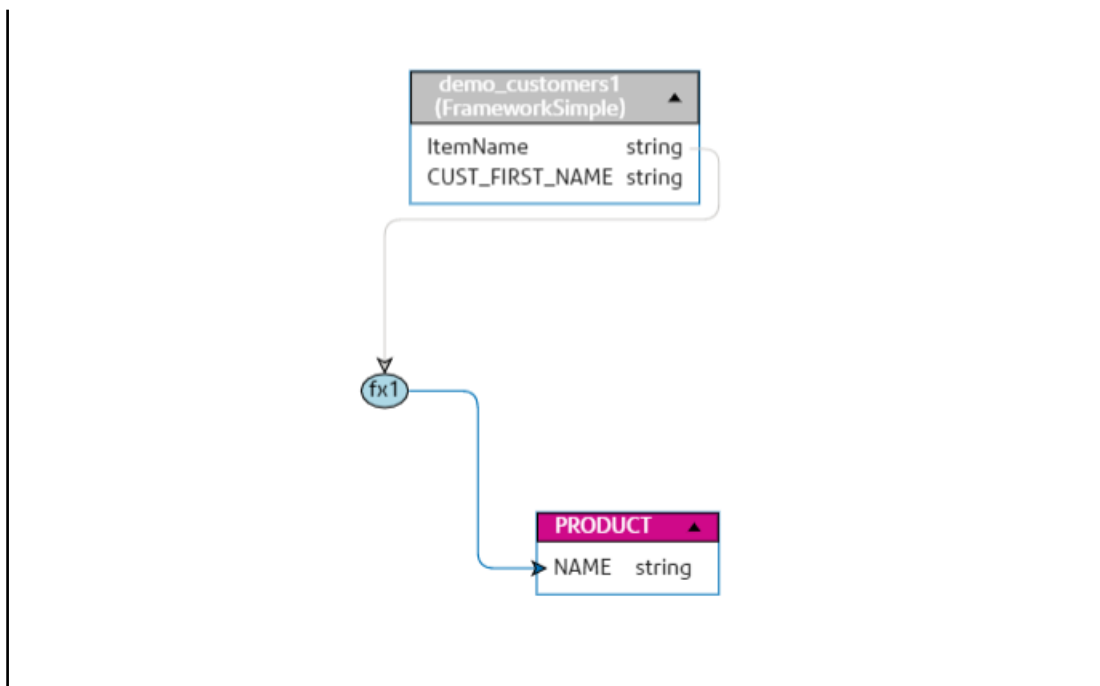 demo_customers1
(FrameworkSimple)
ItemName string
CUST_FIRST_NAME string
fx1
PRODUCT
NAME string